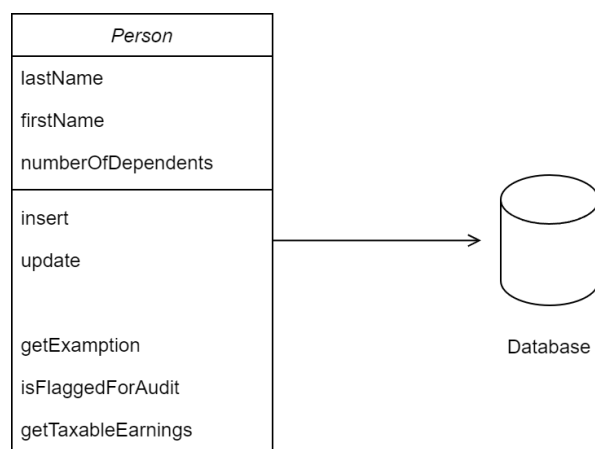 Person
lastName
firstName
numberOfDependents
insert
update
getExamption
isFlaggedForAudit
getTaxableEarnings
Database